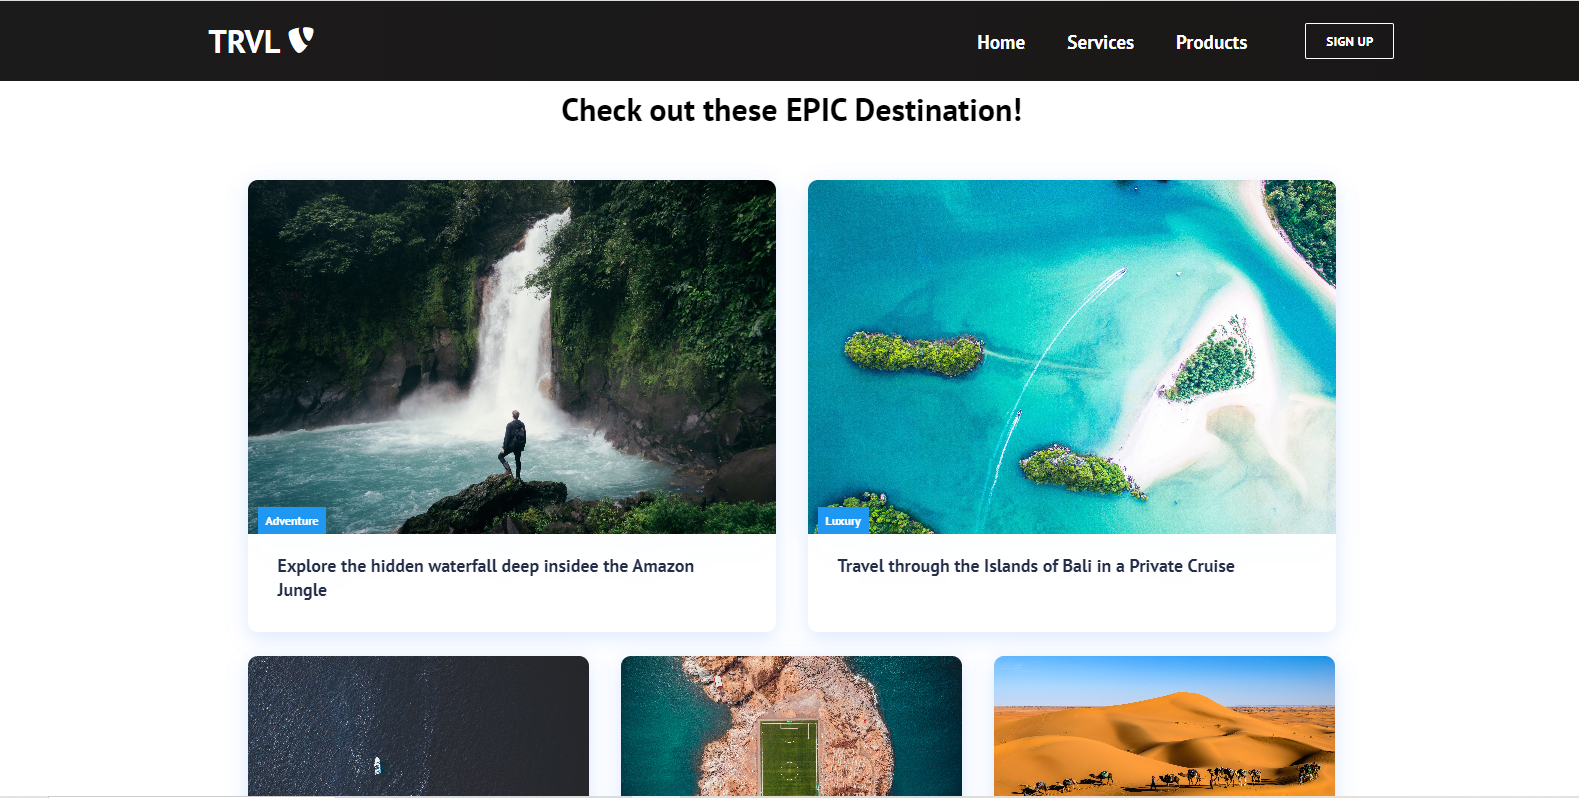 TRVL
Home Services Products SIGN UP
Check out these EPIC Destination!
Adventure
Luxury
Explore the hidden waterfall deep insidee the Amazon
Jungle
Travel through the Islands of Bali in a Private Cruise